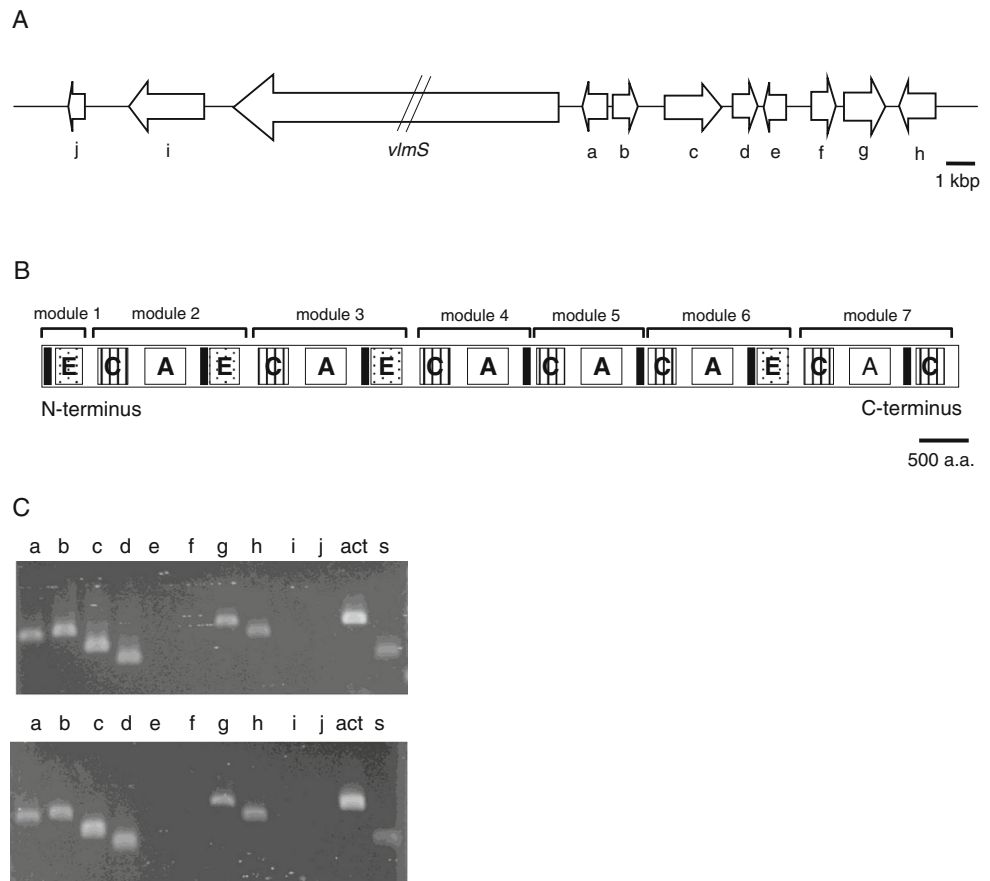 A
j i vlmS a b c d e f g h
1 kbp
B
module 1 module 2 module 3 module 4 module 5 module 6 module 7
E C A E C A E C A C A C A E C A C
N-terminus C-terminus
500 a.a.
C
a b c d e f g h i j act s
a b c d e f g h i j act s